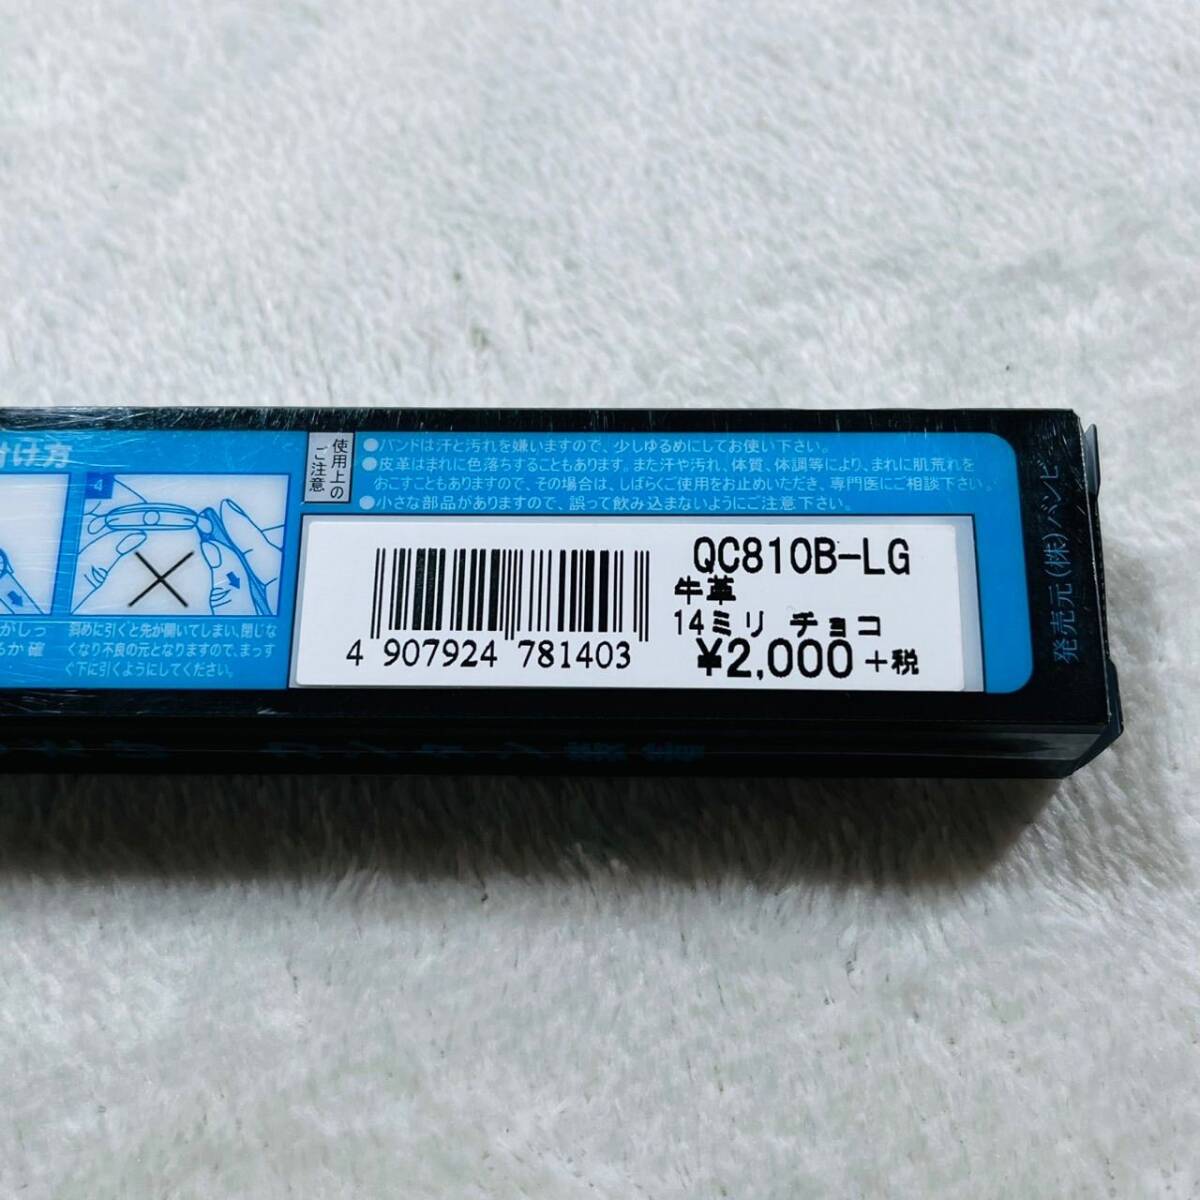 付け方
4
斜めに引くと先が開いてしまい、閉じな
くなり不良の元となりますので、まっす
ぐ下に引くようにしてください。
使用上の
ご注意
●バンドは汗と汚れを嫌いますので、少しゆるめにしてお使い下さい。
●皮革はまれに色落ちすることもあります。また汗や汚れ、体質、体調等により、まれに肌荒れを
おこすこともありますので、その場合は、しばらくご使用をお止めいただき、専門医にご相談下さい。
●小さな部品がありますので、誤って飲み込まないようにご注意下さい。
QC810B-LG
牛革
14ミリ チョコ
¥2,000+税
4 907924 781403
発売元(株)バンビ